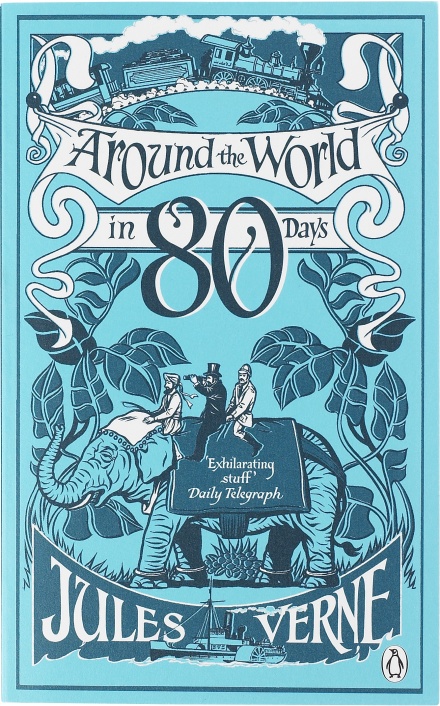 Around the World
in 80 Days
'Exhilarating
stuff'
Daily Telegraph
JULES VERNE